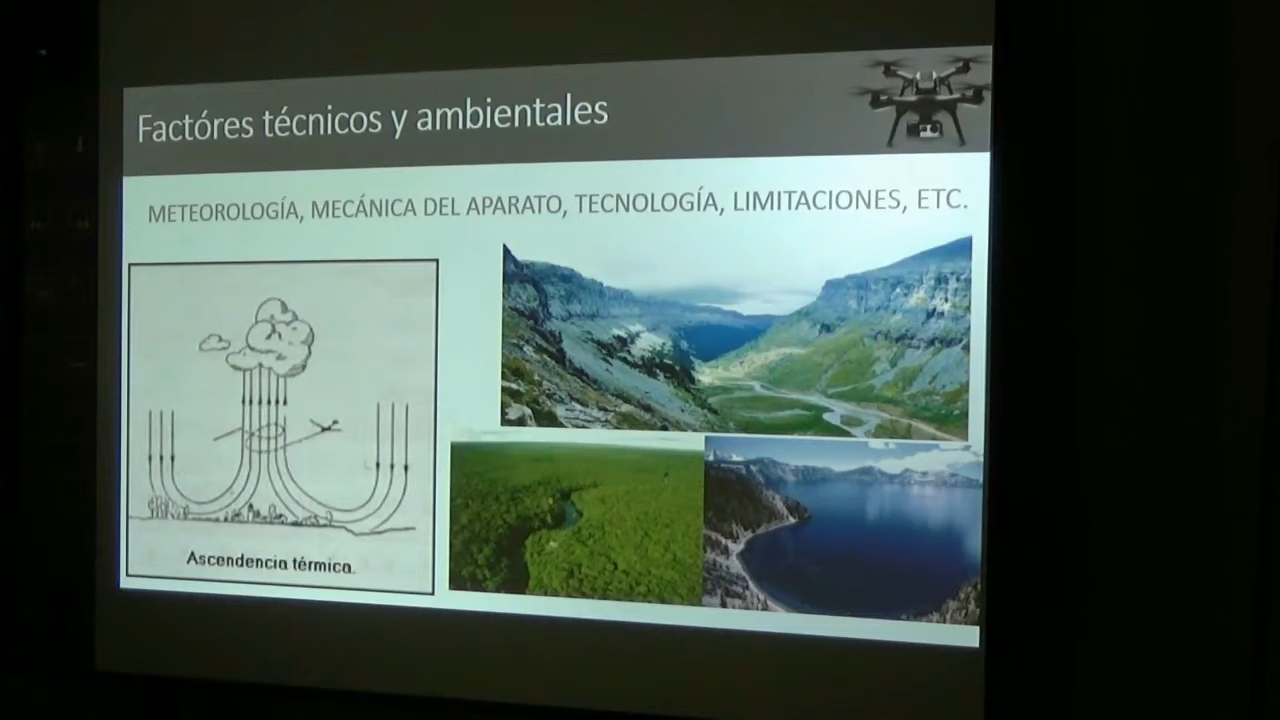 Factóres técnicos y ambientales
METEOROLOGÍA, MECÁNICA DEL APARATO, TECNOLOGÍA, LIMITACIONES, ETC.
Ascendencia térmica.